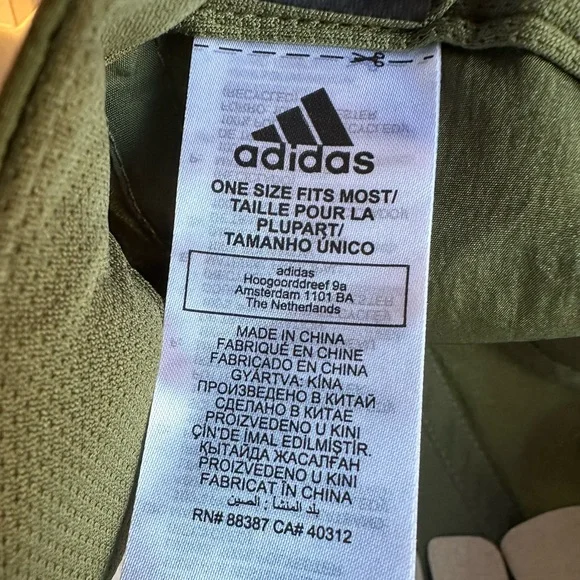 adidas
ONE SIZE FITS MOST/
TAILLE POUR LA
PLUPART/
TAMANHO ÚNICO
adidas
Hoogoorddreef 9a
Amsterdam 1101 BA
The Netherlands
MADE IN CHINA
FABRIQUÉ EN CHINE
FABRICADO EN CHINA
GYÁRTVA: KÍNA
ПРОИЗВЕДЕНО В КИТАЙ
СДЕЛАНО В КИТАЕ
PROIZVEDENO U KINI
ÇİN'DE İMAL EDİLMİŞTİR.
ҚЫТАЙДА ЖАСАЛҒАН
PROIZVEDENO U KINI
FABRICAT ÎN CHINA
بلد المنشأ: الصين
RN# 88387 CA# 40312